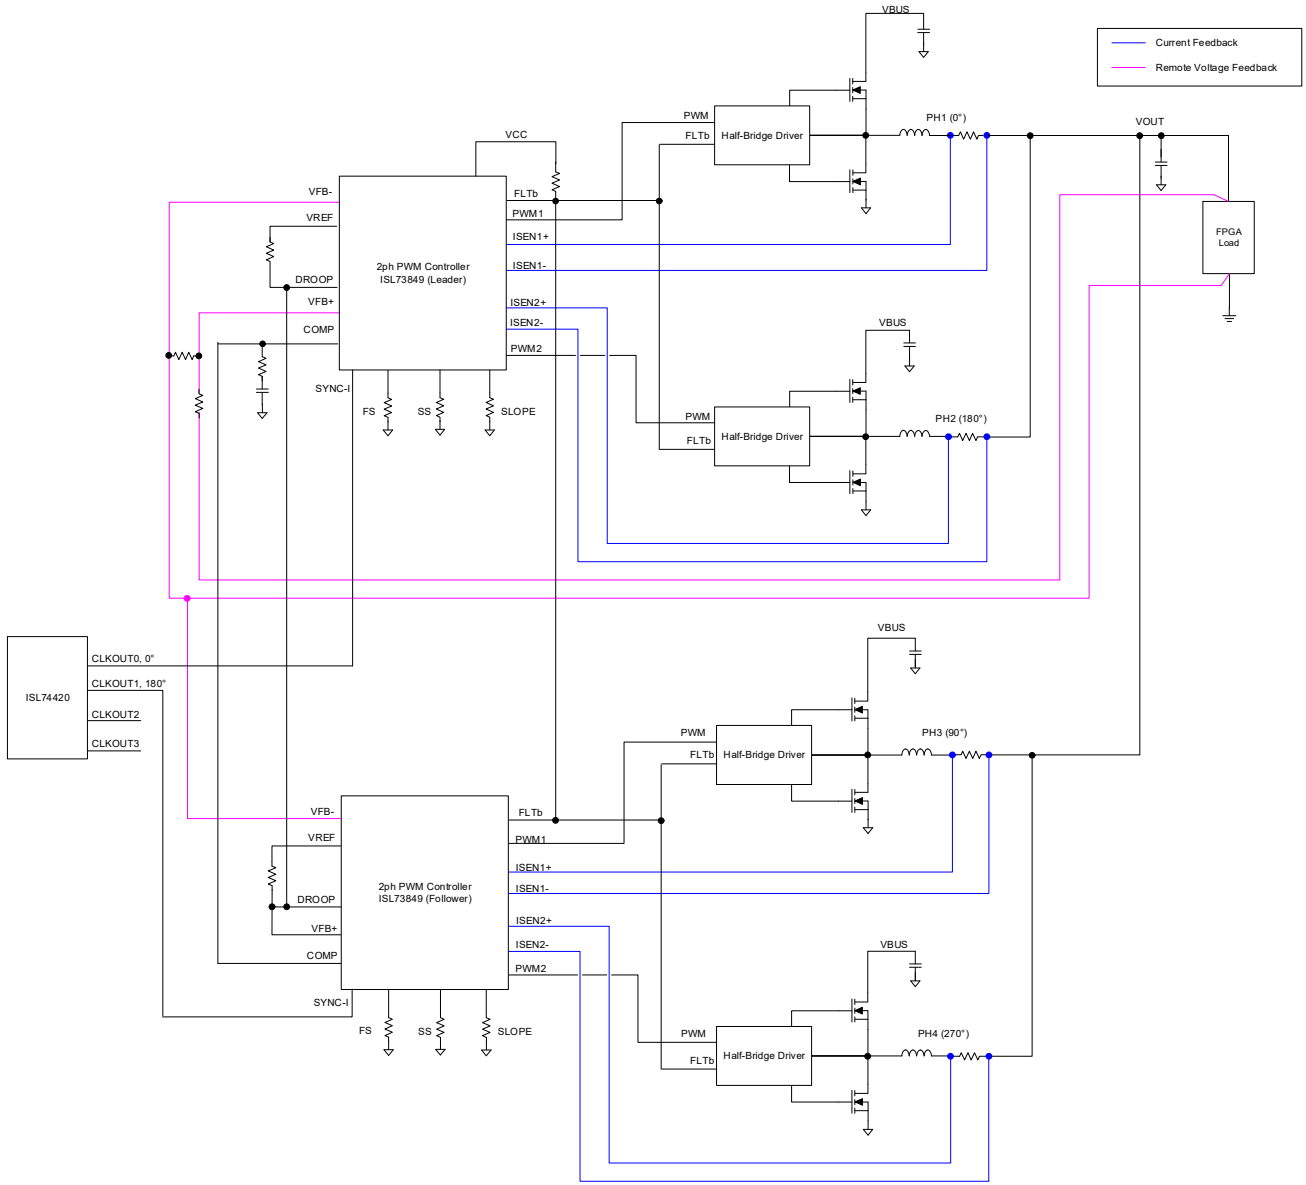 VBUS
Current Feedback
Remote Voltage Feedback
PWM
FLTb
Half-Bridge Driver
PH1 (0°)
VOUT
VCC
VFB-
VREF
DROOP
VFB+
COMP
SYNC-I
2ph PWM Controller
ISL73849 (Leader)
FLTb
PWM1
ISEN1+
ISEN1-
ISEN2+
ISEN2-
PWM2
FS
SS
SLOPE
FPGA
Load
VBUS
PWM
FLTb
Half-Bridge Driver
PH2 (180°)
ISL74420
CLKOUT0, 0°
CLKOUT1, 180°
CLKOUT2
CLKOUT3
VBUS
PWM
FLTb
Half-Bridge Driver
PH3 (90°)
VFB-
VREF
DROOP
VFB+
COMP
SYNC-I
2ph PWM Controller
ISL73849 (Follower)
FLTb
PWM1
ISEN1+
ISEN1-
ISEN2+
ISEN2-
PWM2
FS
SS
SLOPE
VBUS
PWM
FLTb
Half-Bridge Driver
PH4 (270°)